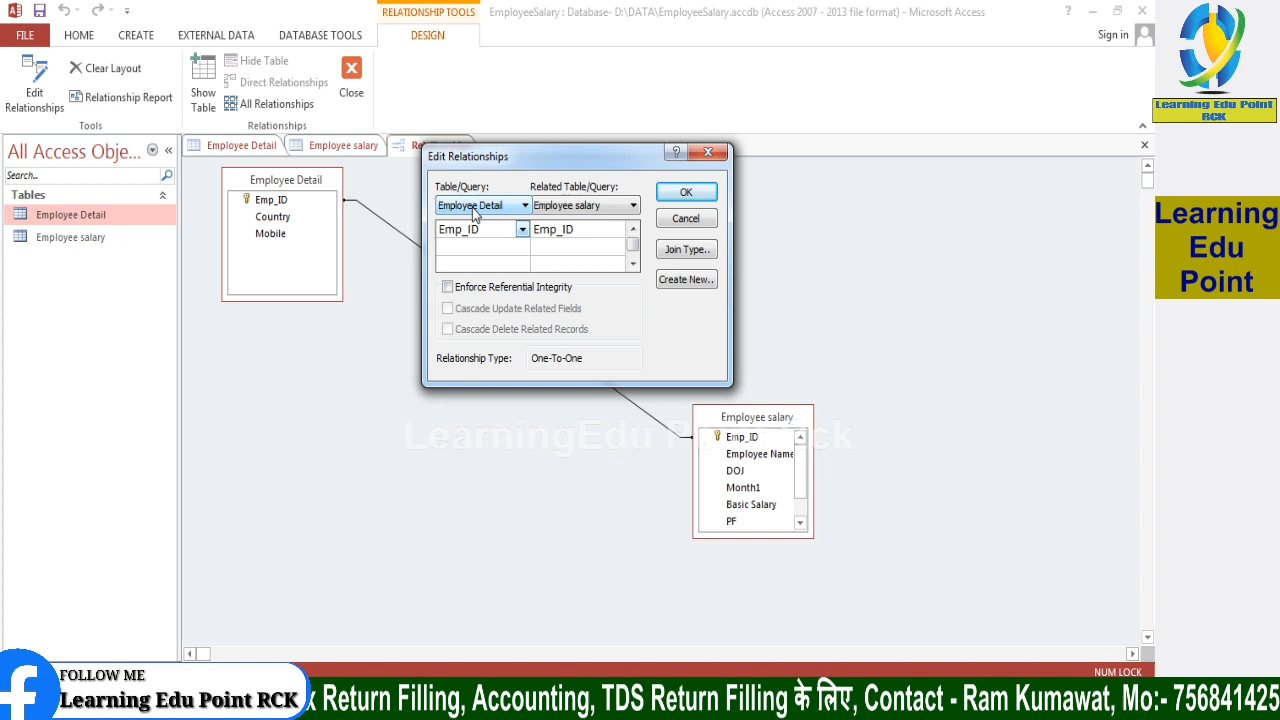 RELATIONSHIP TOOLS
EmployeeSalary : Database- D:\DATA\EmployeeSalary.accdb (Access 2007 - 2013 file format) - Microsoft Access
FILE HOME CREATE EXTERNAL DATA DATABASE TOOLS DESIGN Sign in
Edit Relationships
Clear Layout
Relationship Report
Tools
Show Table
Hide Table
Direct Relationships
All Relationships
Close
Relationships
Learning Edu Point
RCK
All Access Obje...
Search...
Tables
Employee Detail
Employee salary
Employee Detail
Employee salary
Employee Detail
Emp_ID
Country
Mobile
Edit Relationships
Table/Query: Related Table/Query:
Employee Detail Employee salary
Emp_ID Emp_ID
Enforce Referential Integrity
Cascade Update Related Fields
Cascade Delete Related Records
Relationship Type: One-To-One
OK
Cancel
Join Type..
Create New..
Employee salary
Emp_ID
Employee Name
DOJ
Month1
Basic Salary
PF
Learning
Edu
Point
LearningEdu Point Rck
NUM LOCK
FOLLOW ME
Learning Edu Point RCK
x Return Filling, Accounting, TDS Return Filling के लिए, Contact - Ram Kumawat, Mo:- 756841425